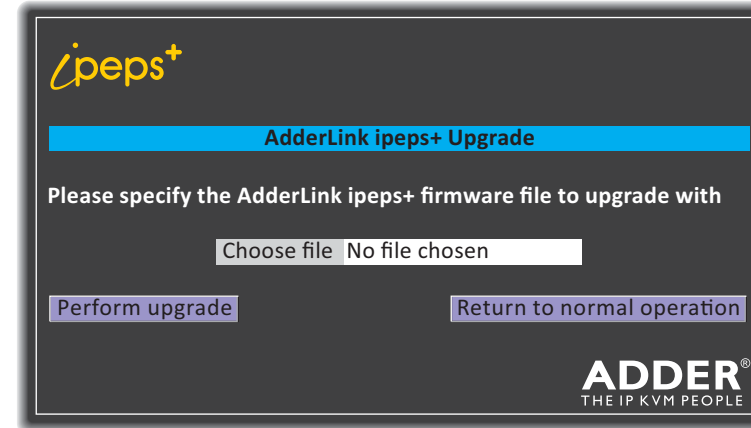 ipeps+
AdderLink ipeps+ Upgrade
Please specify the AdderLink ipeps+ firmware file to upgrade with
Choose file No file chosen
Perform upgrade Return to normal operation
ADDER®
THE IP KVM PEOPLE